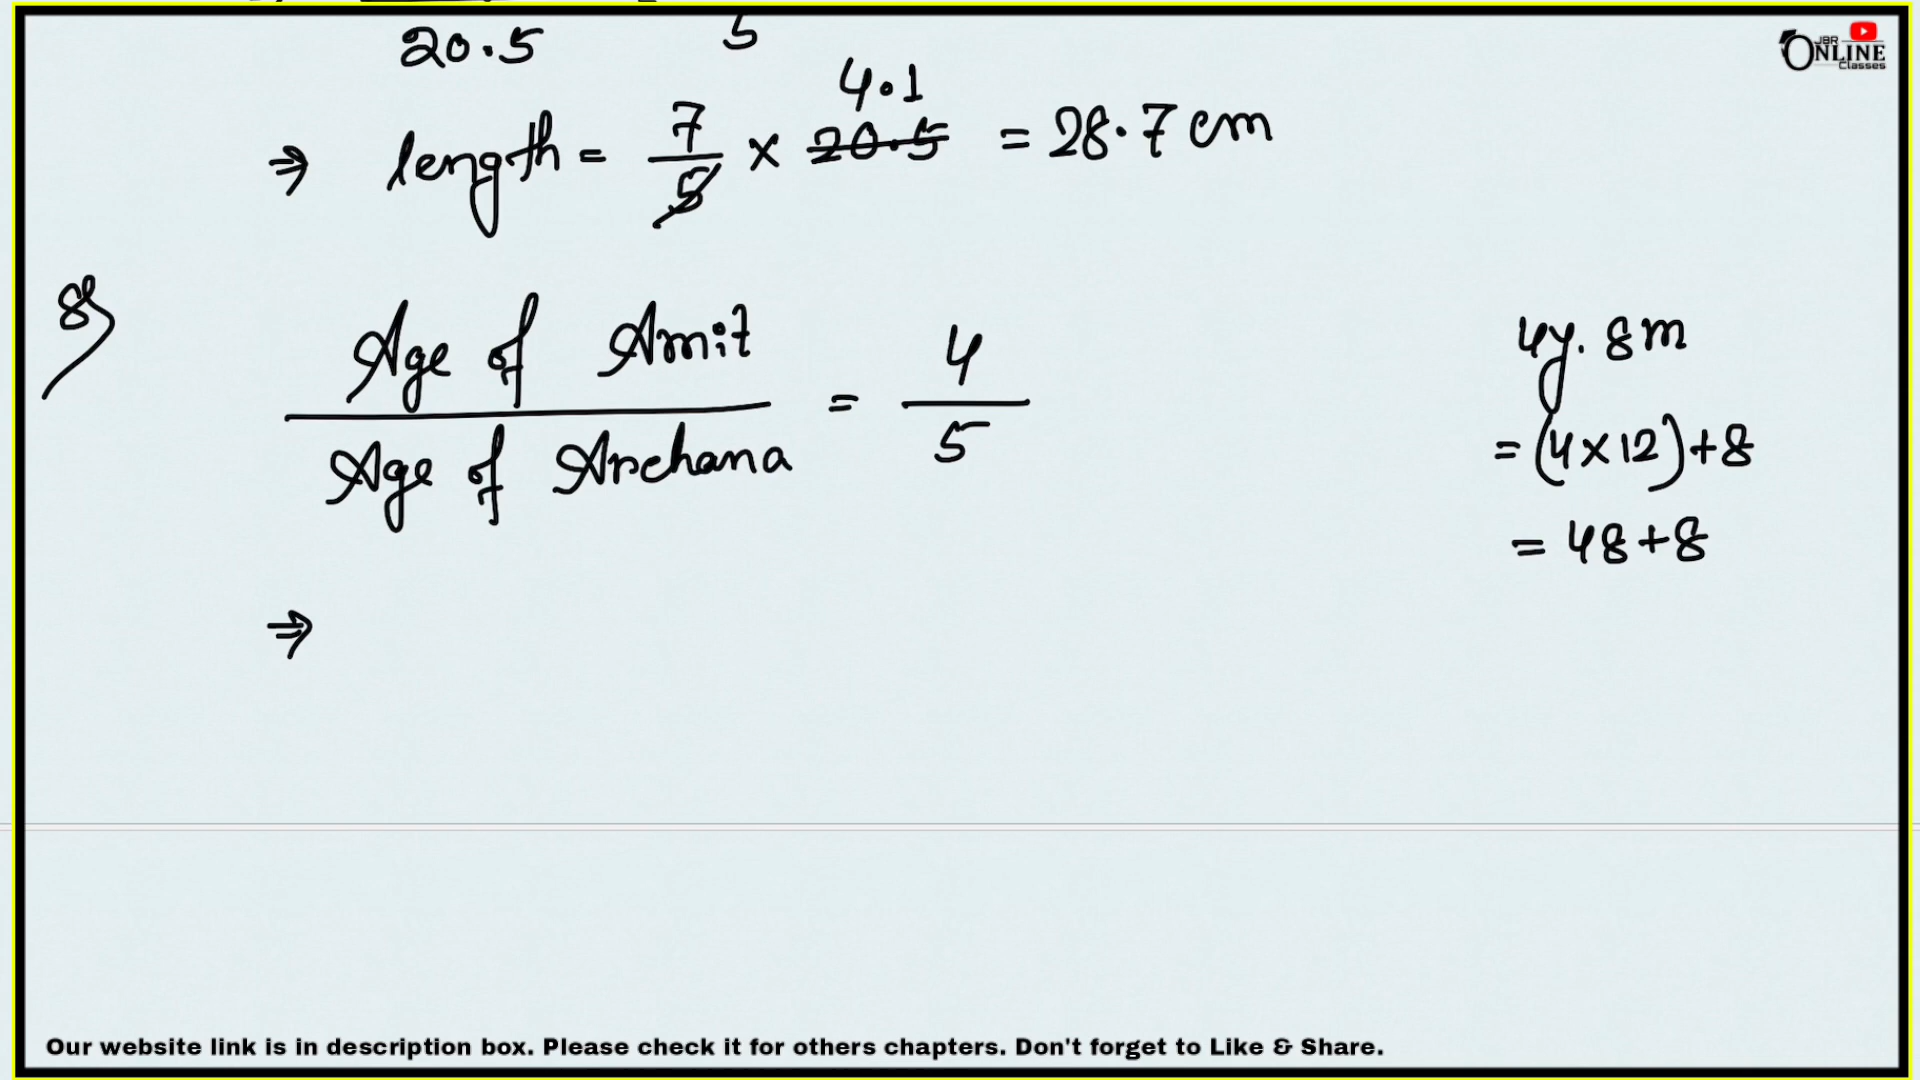 20.5 5
4.1
⇒ length = 7/5 × 20.5 = 28.7 cm
8) Age of Amit / Age of Archana = 4/5
4y. 8m
= (4×12)+8
= 48+8
⇒
JBR
ONLINE
Classes
Our website link is in description box. Please check it for others chapters. Don't forget to Like & Share.